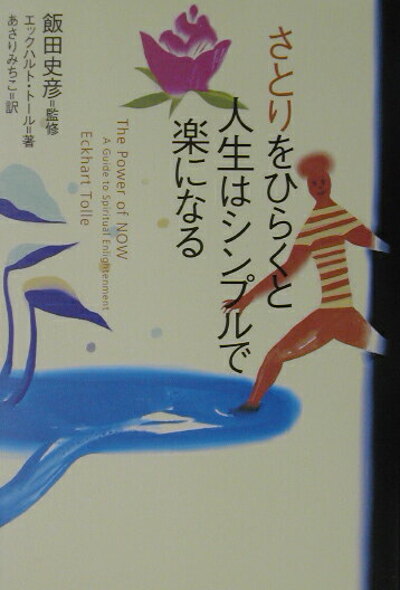 さとりをひらくと
人生はシンプルで
楽になる
The Power of NOW
A Guide to Spiritual Enlightenment
Eckhart Tolle
飯田史彦=監修
エックハルト・トール=著
あさりみちこ=訳